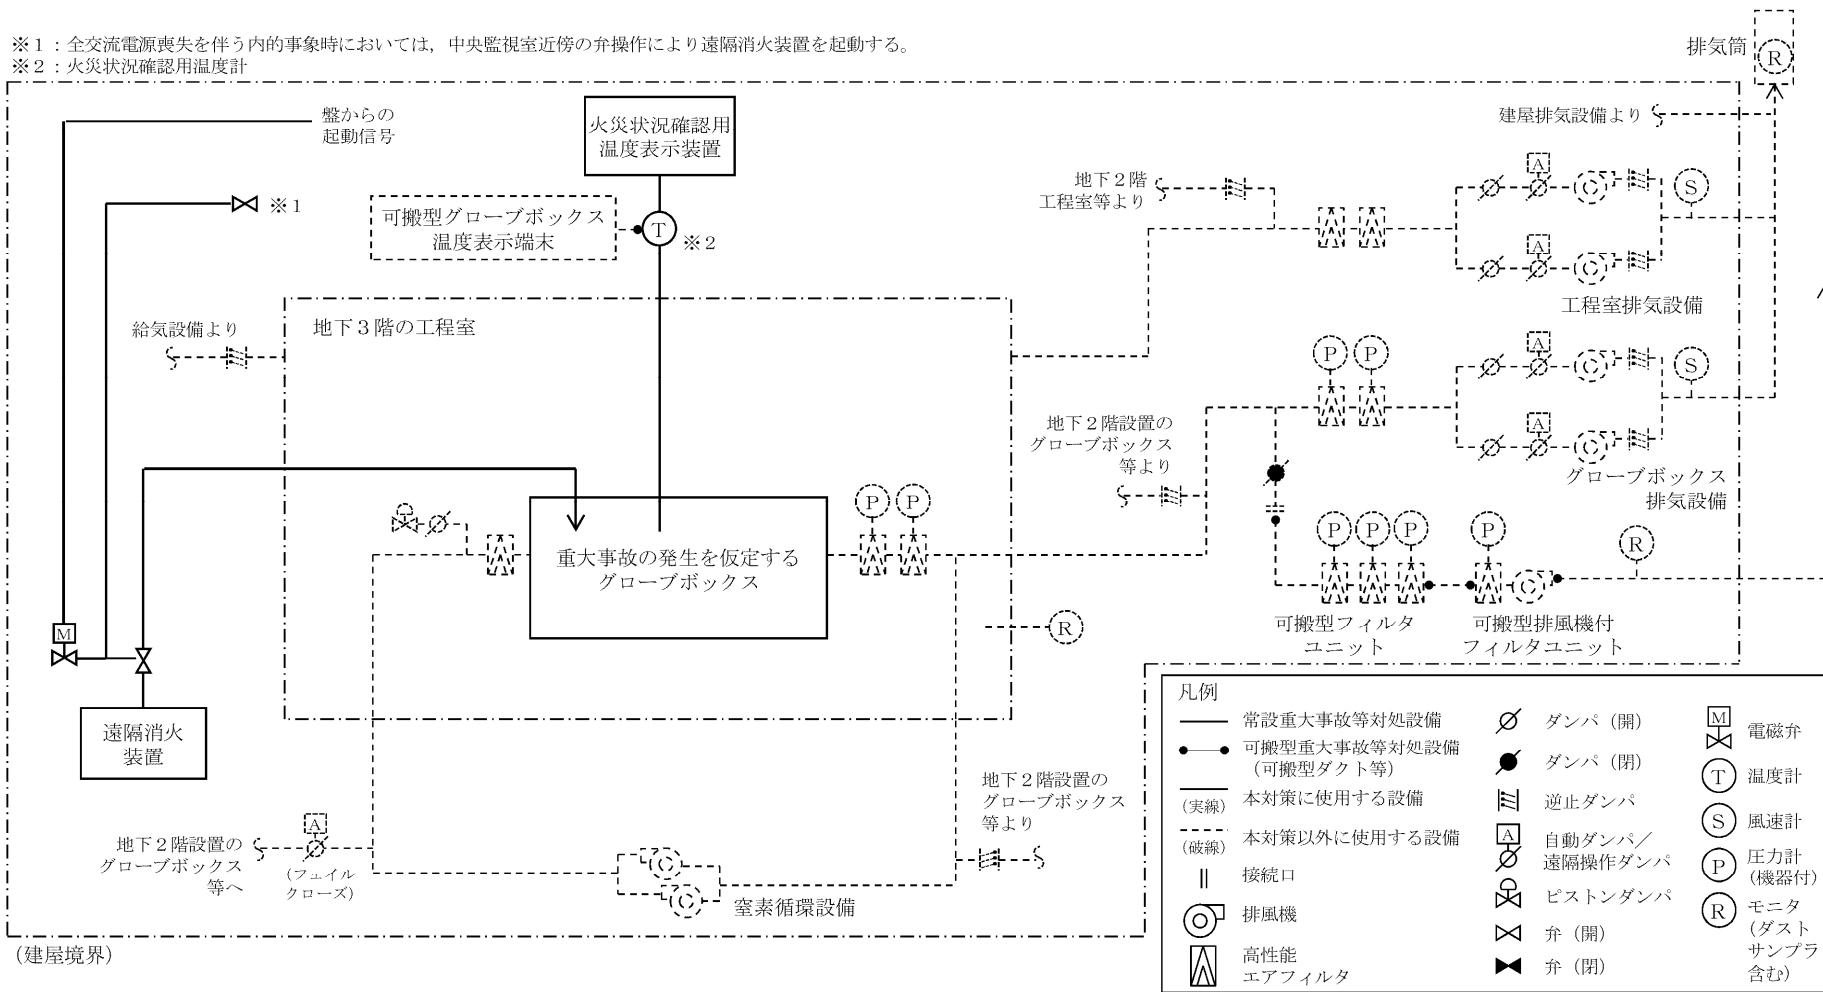 ※1：全交流電源喪失を伴う内的事象時においては，中央監視室近傍の弁操作により遠隔消火装置を起動する。
※2：火災状況確認用温度計
排気筒
R
盤からの
起動信号
※1
火災状況確認用
温度表示装置
可搬型グローブボックス
温度表示端末
T
※2
建屋排気設備より
地下2階
工程室等より
A
S
A
工程室排気設備
給気設備より
地下3階の工程室
P
P
A
S
A
グローブボックス
排気設備
地下2階設置の
グローブボックス
等より
P
P
重大事故の発生を仮定する
グローブボックス
P
P
P
P
R
可搬型フィルタ
ユニット
可搬型排風機付
フィルタユニット
R
M
遠隔消火
装置
地下2階設置の
グローブボックス
等へ
A
(フェイル
クローズ)
窒素循環設備
地下2階設置の
グローブボックス
等より
(建屋境界)
凡例
常設重大事故等対処設備
可搬型重大事故等対処設備
(可搬型ダクト等)
(実線)
本対策に使用する設備
(破線)
本対策以外に使用する設備
接続口
排風機
高性能
エアフィルタ
ダンパ（開）
ダンパ（閉）
逆止ダンパ
A
自動ダンパ／
遠隔操作ダンパ
ピストンダンパ
弁（開）
弁（閉）
M
電磁弁
T
温度計
S
風速計
P
圧力計
(機器付)
R
モニタ
(ダスト
サンプラ
含む)